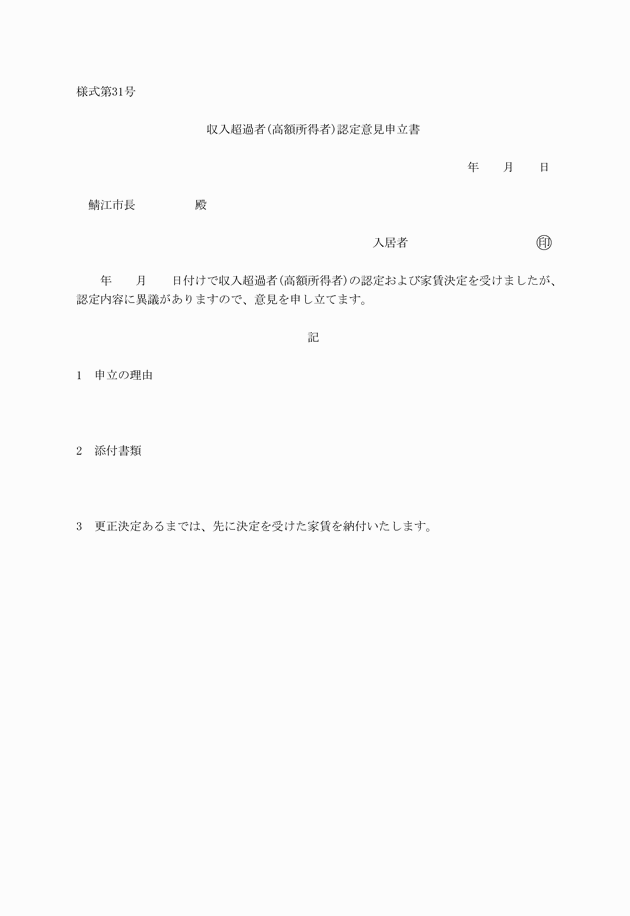 様式第31号
収入超過者(高額所得者)認定意見申立書
年　　月　　日
鯖江市長　　　　　殿
入居者　　　　　　　　　　　㊞
年　　月　　日付けで収入超過者(高額所得者)の認定および家賃決定を受けましたが、
認定内容に異議がありますので、意見を申し立てます。
記
1　申立の理由
2　添付書類
3　更正決定あるまでは、先に決定を受けた家賃を納付いたします。